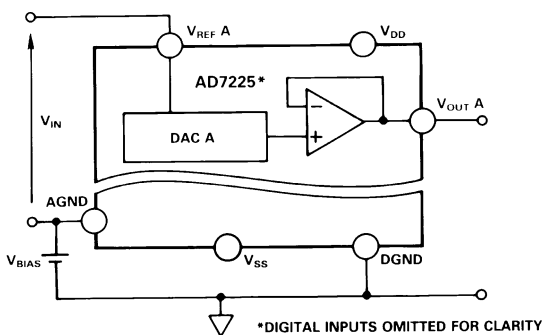 V_REF A
V_DD
AD7225*
V_OUT A
V_IN
DAC A
−
+
AGND
V_BIAS
V_SS
DGND
*DIGITAL INPUTS OMITTED FOR CLARITY